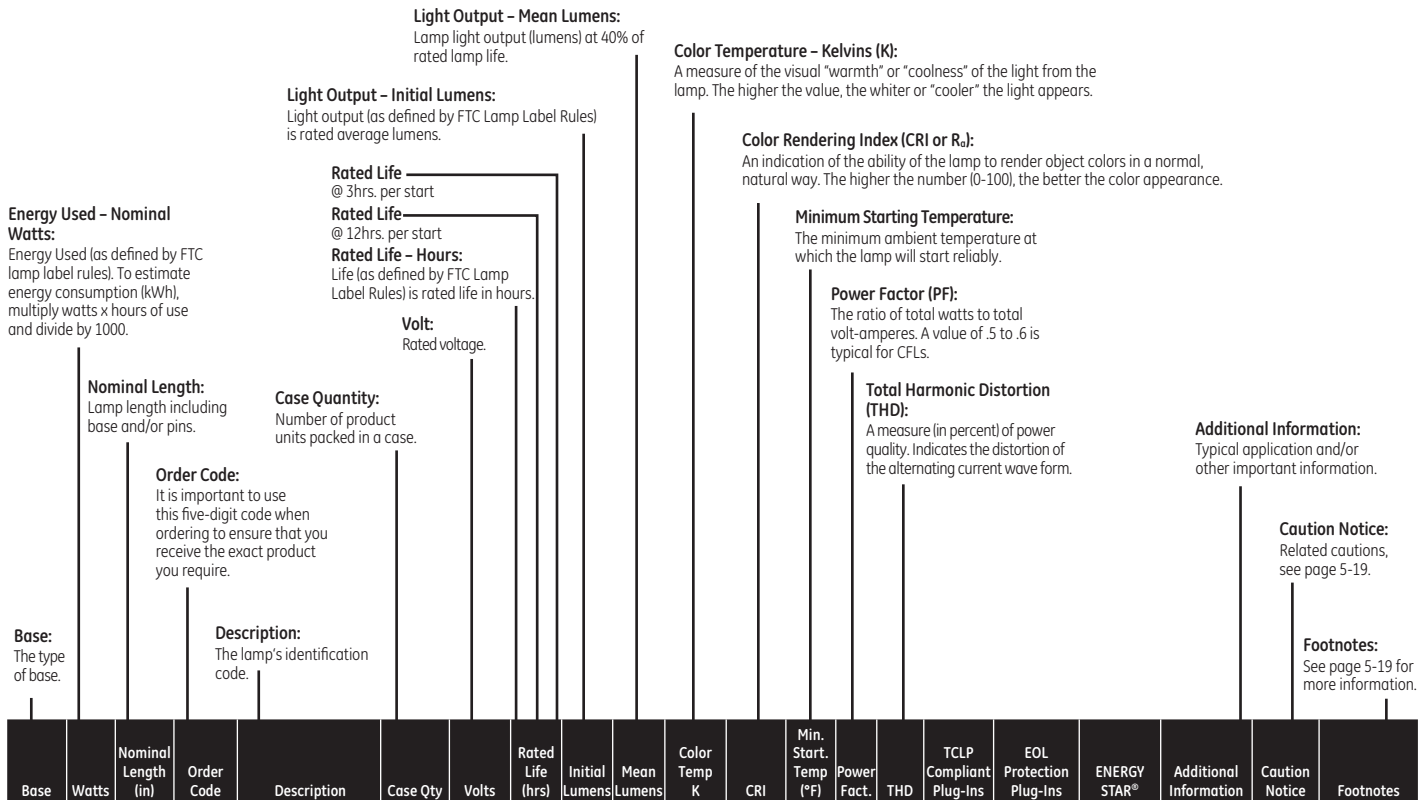 Light Output – Mean Lumens:
Lamp light output (lumens) at 40% of
rated lamp life.
Color Temperature – Kelvins (K):
A measure of the visual “warmth” or “coolness” of the light from the
lamp. The higher the value, the whiter or “cooler” the light appears.
Light Output – Initial Lumens:
Light output (as defined by FTC Lamp Label Rules)
is rated average lumens.
Color Rendering Index (CRI or Ra):
An indication of the ability of the lamp to render object colors in a normal,
natural way. The higher the number (0-100), the better the color appearance.
Rated Life
@ 3hrs. per start
Rated Life
@ 12hrs. per start
Rated Life – Hours:
Life (as defined by FTC Lamp
Label Rules) is rated life in hours.
Energy Used – Nominal
Watts:
Energy Used (as defined by FTC
lamp label rules). To estimate
energy consumption (kWh),
multiply watts x hours of use
and divide by 1000.
Minimum Starting Temperature:
The minimum ambient temperature at
which the lamp will start reliably.
Power Factor (PF):
The ratio of total watts to total
volt-amperes. A value of .5 to .6 is
typical for CFLs.
Volt:
Rated voltage.
Nominal Length:
Lamp length including
base and/or pins.
Case Quantity:
Number of product
units packed in a case.
Total Harmonic Distortion
(THD):
A measure (in percent) of power
quality. Indicates the distortion of
the alternating current wave form.
Additional Information:
Typical application and/or
other important information.
Order Code:
It is important to use
this five-digit code when
ordering to ensure that you
receive the exact product
you require.
Caution Notice:
Related cautions,
see page 5-19.
Base:
The type
of base.
Description:
The lamp’s identification
code.
Footnotes:
See page 5-19 for
more information.
Base
Watts
Nominal
Length
(in)
Order
Code
Description
Case Qty
Volts
Rated
Life
(hrs)
Initial
Lumens
Mean
Lumens
Color
Temp
K
CRI
Min.
Start.
Temp
(°F)
Power
Fact.
THD
TCLP
Compliant
Plug-Ins
EOL
Protection
Plug-Ins
ENERGY
STAR®
Additional
Information
Caution
Notice
Footnotes